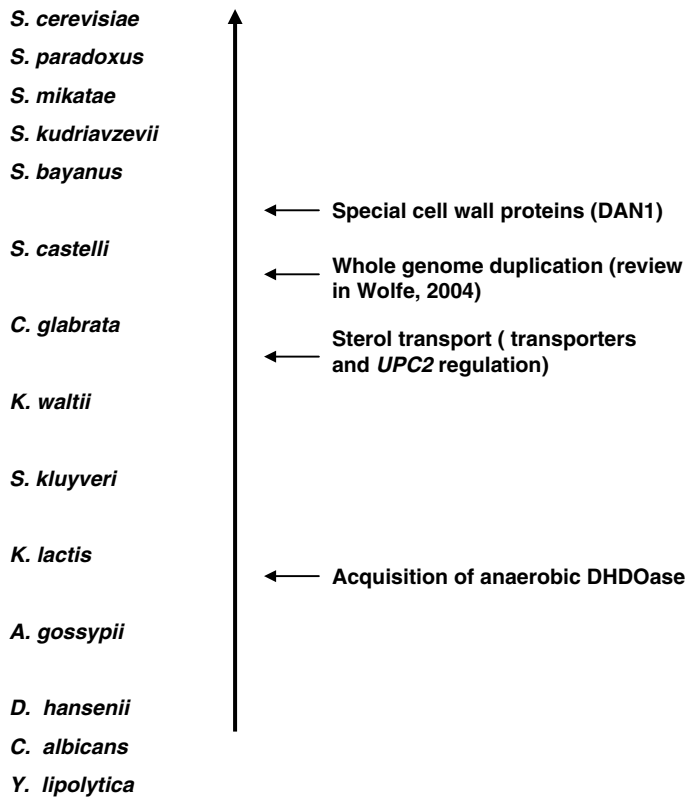 S. cerevisiae
S. paradoxus
S. mikatae
S. kudriavzevii
S. bayanus
Special cell wall proteins (DAN1)
S. castelli
Whole genome duplication (review
in Wolfe, 2004)
C. glabrata
Sterol transport ( transporters
and UPC2 regulation)
K. waltii
S. kluyveri
K. lactis
Acquisition of anaerobic DHDOase
A. gossypii
D. hansenii
C. albicans
Y. lipolytica